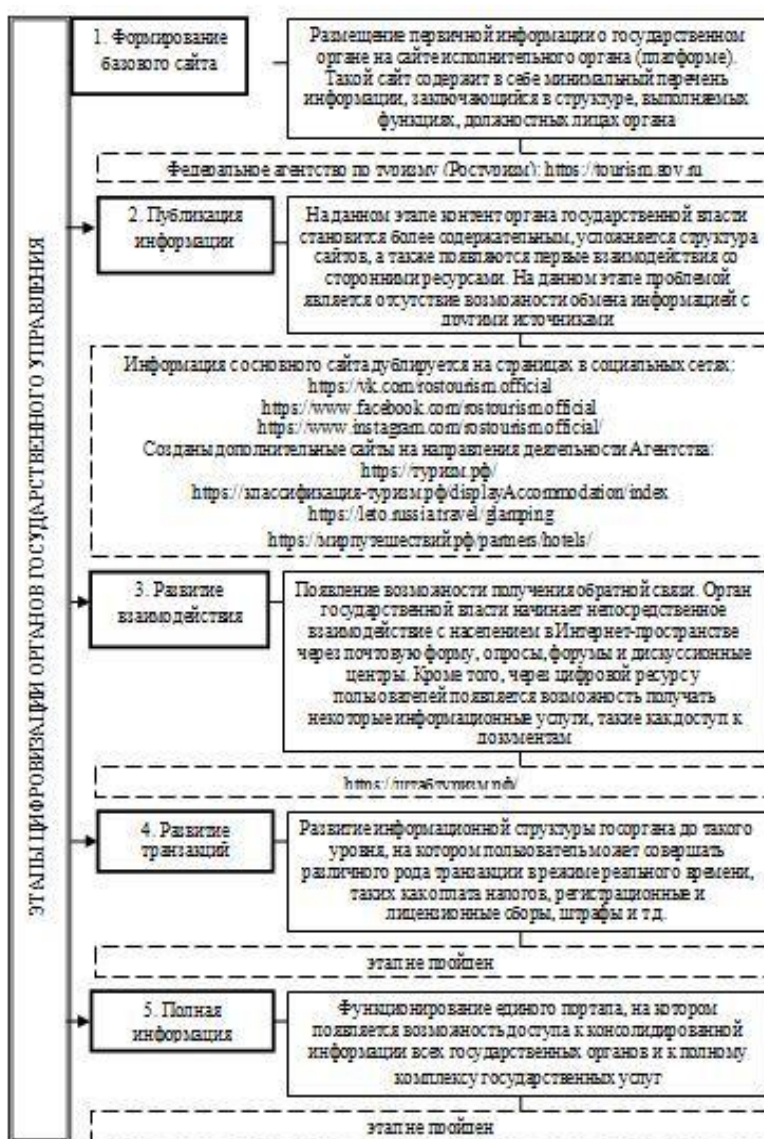 ЭТАПЫ ЦИФРОВИЗАЦИИ ОРГАНОВ ГОСУДАРСТВЕННОГО УПРАВЛЕНИЯ
1. Формирование
базового сайта
Размещение первичной информации о государственном
органе на сайте исполнительного органа (платформе).
Такой сайт содержит в себе минимальный перечень
информации, заключающийся в структуре, выполняемых
функциях, должностных лицах органа
Федеральное агентство по туризму (Ростуризм): https://tourism.gov.ru
2. Публикация
информации
На данном этапе контент органа государственной власти
становится более содержательным, усложняется структура
сайтов, а также появляются первые взаимодействия со
сторонними ресурсами. На данном этапе проблемой
является отсутствие возможности обмена информацией с
другими источниками
Информация с основного сайта дублируется на страницах в социальных сетях:
https://vk.com/rostourism.official
https://www.facebook.com/rostourismofficial
https://www.instagram.com/rostourismofficial/
Созданы дополнительные сайты на направления деятельности Агентства:
https://туризм.рф/
https://классификация-туризм.рф/displayAccommodation/index
https://leto.russia.travel/glamping
https://мирпутешествий.рф/partners/hotels/
3. Развитие
взаимодействия
Появление возможности получения обратной связи. Орган
государственной власти начинает непосредственное
взаимодействие с населением в Интернет-пространстве
через почтовую форму, опросы, форумы и дискуссионные
центры. Кроме того, через цифровой ресурс у
пользователей появляется возможность получать
некоторые информационные услуги, такие как доступ к
документам
https://штабтуризм.рф/
4. Развитие
транзакций
Развитие информационной структуры госоргана до такого
уровня, на котором пользователь может совершать
различного рода транзакции в режиме реального времени,
таких как оплата налогов, регистрационные и
лицензионные сборы, штрафы и т.д.
этап не пройден
5. Полная
информация
Функционирование единого портала, на котором
появляется возможность доступа к консолидированной
информации всех государственных органов и к полному
комплексу государственных услуг
этап не пройден